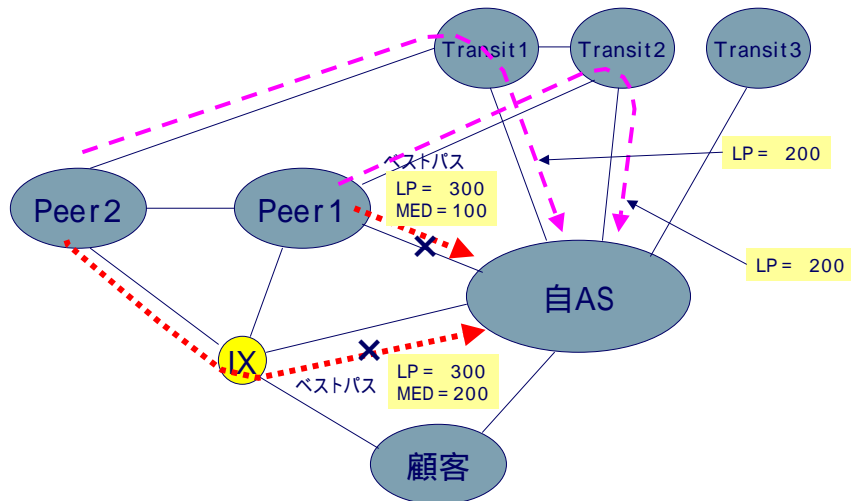 Transit1
Transit2
Transit3
LP= 200
ベストパス
LP= 300
MED=100
Peer2
Peer1
LP= 200
自AS
IX
ベストパス
LP= 300
MED=200
顧客